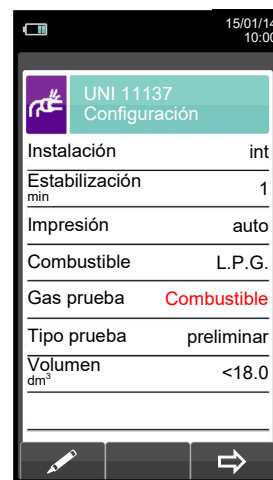 15/01/14
10:00
UNI 11137
Configuración
Instalación int
Estabilización
min 1
Impresión auto
Combustible L.P.G.
Gas prueba Combustible
Tipo prueba preliminar
Volumen
dm³ <18.0